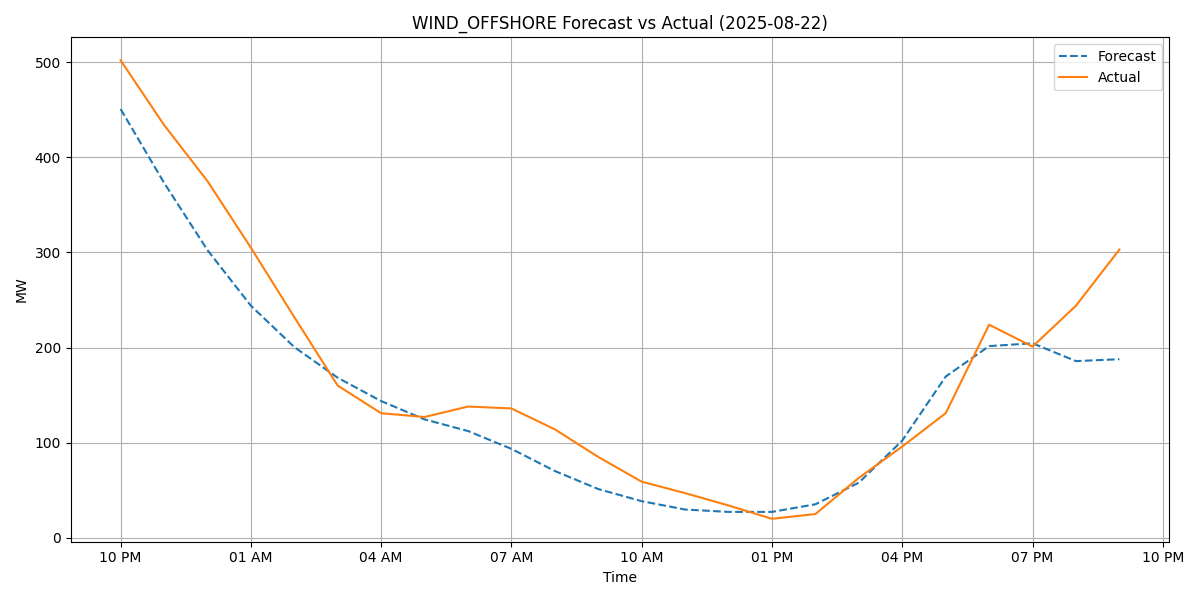 WIND_OFFSHORE Forecast vs Actual (2025-08-22)
Forecast
Actual
MW
500
400
300
200
100
0
10 PM 01 AM 04 AM 07 AM 10 AM 01 PM 04 PM 07 PM 10 PM
Time